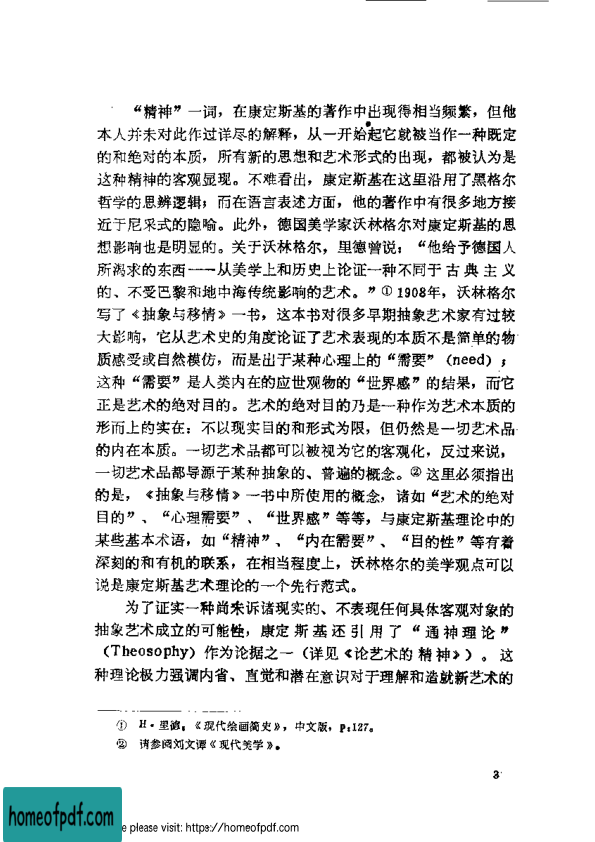 “精神”一词，在康定斯基的著作中出现得相当频繁，但他
本人并未对此作过详尽的解释，从一开始起它就被当作一种既定
的和绝对的本质，所有新的思想和艺术形式的出现，都被认为是
这种精神的客观显现。不难看出，康定斯基在这里沿用了黑格尔
哲学的思辨逻辑；而在语言表述方面，他的著作中有很多地方接
近于尼采式的隐喻。此外，德国美学家沃林格尔对康定斯基的思
想影响也是明显的。关于沃林格尔，里德曾说：“他给予德国人
所渴求的东西——从美学上和历史上论证一种不同于古典主义
的、不受巴黎和地中海传统影响的艺术。”①1908年，沃林格尔
写了《抽象与移情》一书，这本书对很多早期抽象艺术家有过较
大影响，它从艺术史的角度论证了艺术表现的本质不是简单的物
质感受或自然模仿，而是出于某种心理上的“需要”（need）；
这种“需要”是人类内在的应世观物的“世界感”的结果，而它
正是艺术的绝对目的。艺术的绝对目的乃是一种作为艺术本质的
形而上的实在：不以现实目的和形式为限，但仍然是一切艺术品
的内在本质。一切艺术品都可以被视为它的客观化，反过来说，
一切艺术品都导源于某种抽象的、普遍的概念。②这里必须指出
的是，《抽象与移情》一书中所使用的概念，诸如“艺术的绝对
目的”、“心理需要”、“世界感”等等，与康定斯基理论中的
某些基本术语，如“精神”、“内在需要”、“目的性”等有着
深刻的和有机的联系，在相当程度上，沃林格尔的美学观点可以
说是康定斯基艺术理论的一个先行范式。
为了证实一种尚未诉诸现实的、不表现任何具体客观对象的
抽象艺术成立的可能性，康定斯基还引用了“通神理论”
（Theosophy）作为论据之一（详见《论艺术的精神》）。这
种理论极力强调内省、直觉和潜在意识对于理解和造就新艺术的
① H·里德：《现代绘画简史》，中文版，p:127。
② 请参阅刘文谭《现代美学》。
3
homeofpdf.com
e please visit: https://homeofpdf.com